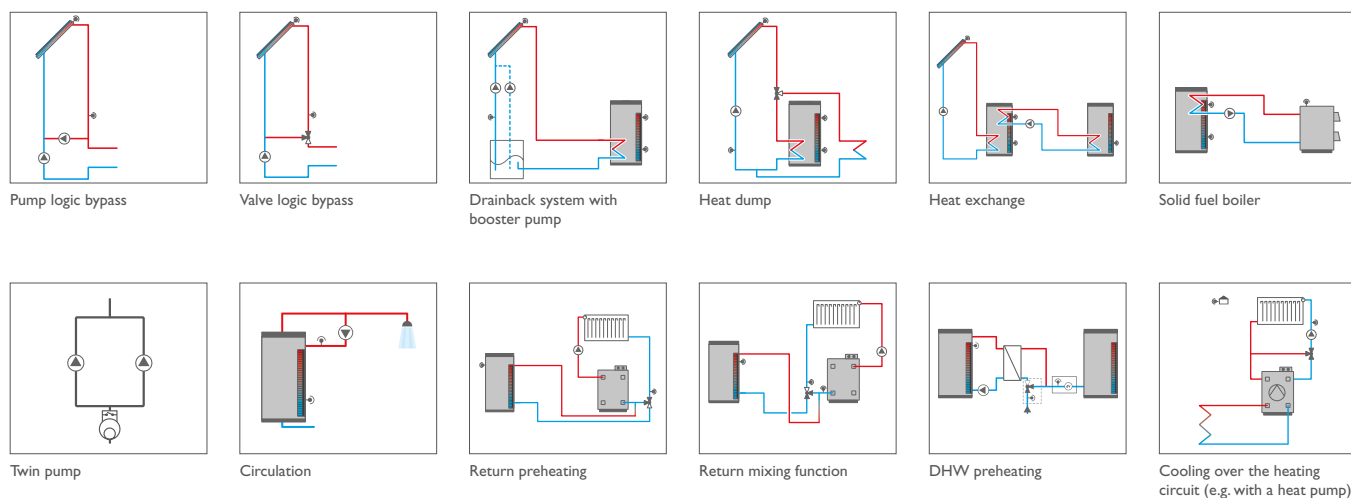 Pump logic bypass
Valve logic bypass
Drainback system with
booster pump
Heat dump
Heat exchange
Solid fuel boiler
Twin pump
Circulation
Return preheating
Return mixing function
DHW preheating
Cooling over the heating
circuit (e.g. with a heat pump)